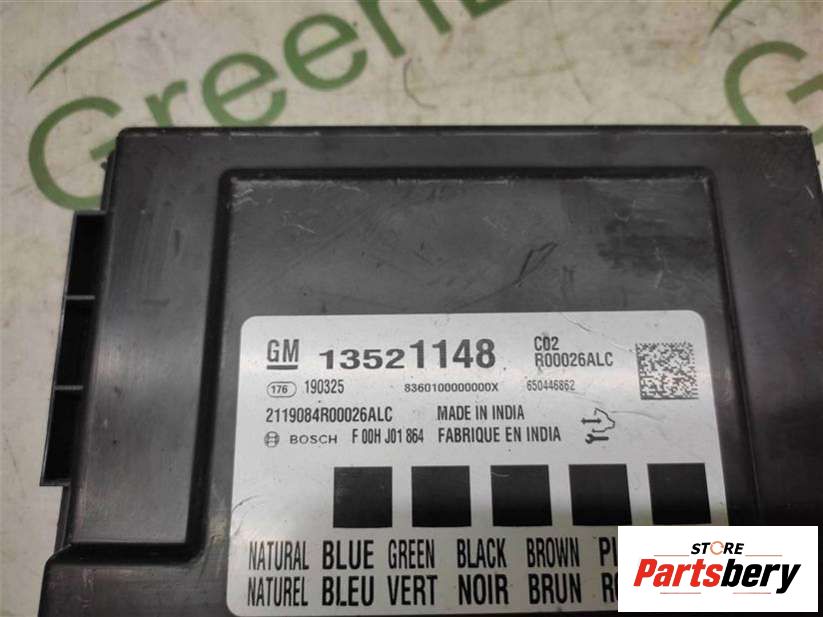 Green
GM 13521148 C02
R00026ALC
176 190325 8360100000000X 650446862
2119084R00026ALC MADE IN INDIA
BOSCH F 00H J01 864 FABRIQUE EN INDIA
NATURAL BLUE GREEN BLACK BROWN
NATUREL BLEU VERT NOIR BRUN
STORE
Partsbery